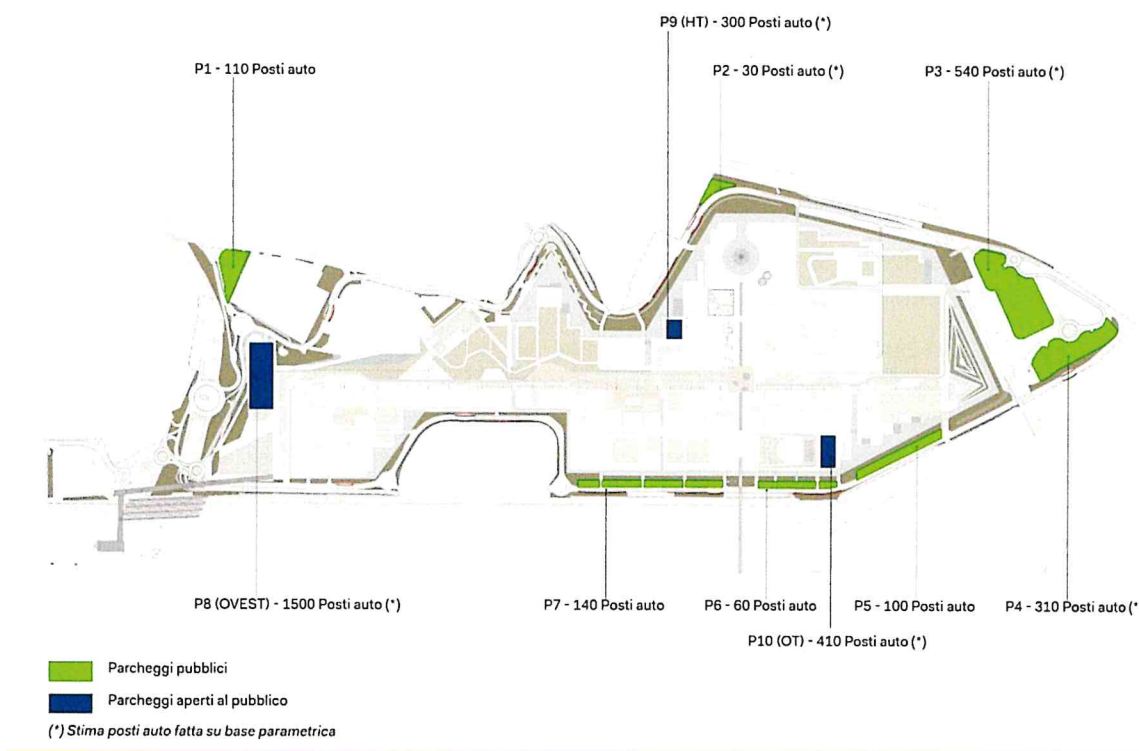 P9 (HT) - 300 Posti auto (*)
P1 - 110 Posti auto
P2 - 30 Posti auto (*)
P3 - 540 Posti auto (*)
P8 (OVEST) - 1500 Posti auto (*)
P7 - 140 Posti auto
P6 - 60 Posti auto
P5 - 100 Posti auto
P4 - 310 Posti auto (*
P10 (OT) - 410 Posti auto (*)
Parcheggi pubblici
Parcheggi aperti al pubblico
(*) Stima posti auto fatta su base parametrica